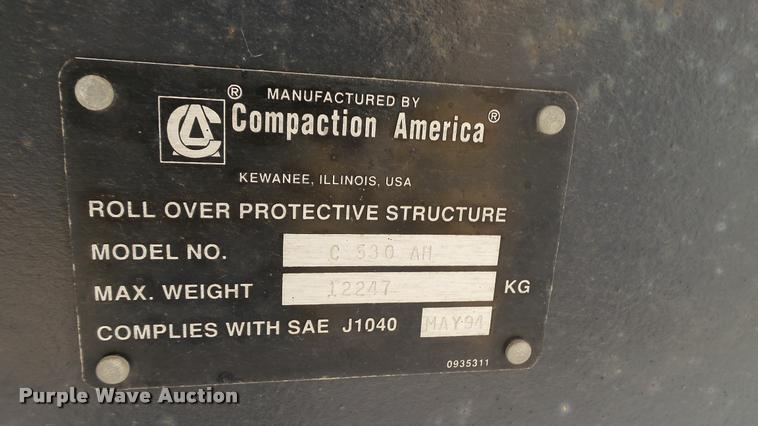 ® MANUFACTURED BY
CA Compaction America®
KEWANEE, ILLINOIS, USA
ROLL OVER PROTECTIVE STRUCTURE
MODEL NO. C 530 AH
MAX. WEIGHT 12247 KG
COMPLIES WITH SAE J1040 MAY94
0935311
Purple Wave Auction